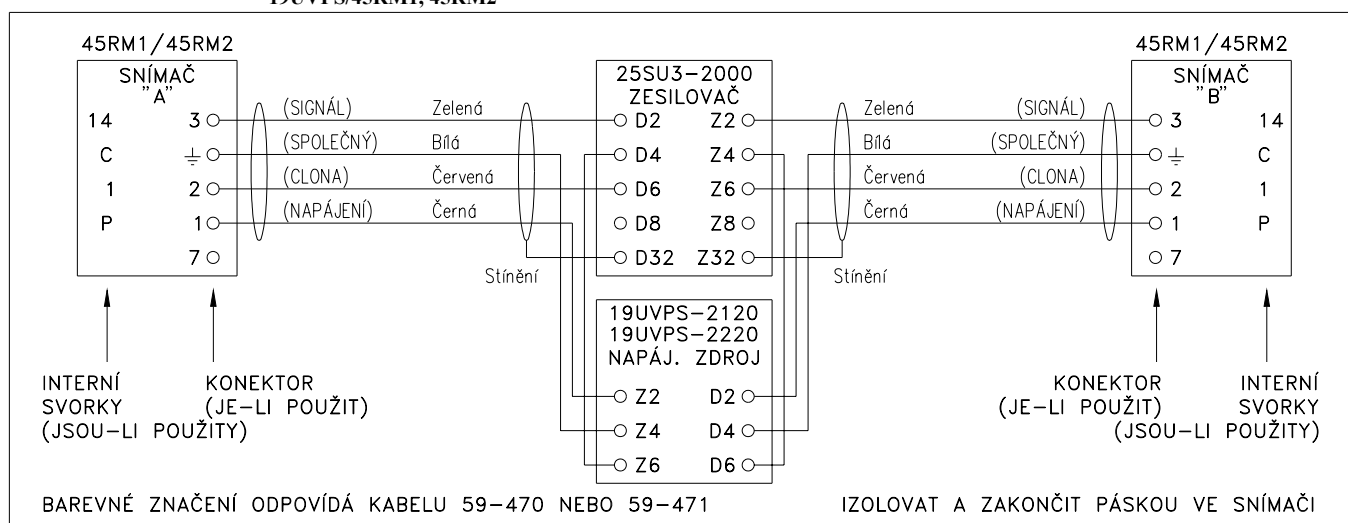 19UVPS/45RM1, 45RM2
45RM1/45RM2
SNÍMAČ
"A"
14 3
C
1 2
P 1
7
(SIGNÁL) Zelená
(SPOLEČNÝ) Bílá
(CLONA) Červená
(NAPÁJENÍ) Černá
Stínění
25SU3-2000
ZESILOVAČ
D2 Z2
D4 Z4
D6 Z6
D8 Z8
D32 Z32
19UVPS-2120
19UVPS-2220
NAPÁJ. ZDROJ
Z2 D2
Z4 D4
Z6 D6
Zelená (SIGNÁL)
Bílá (SPOLEČNÝ)
Červená (CLONA)
Černá (NAPÁJENÍ)
Stínění
45RM1/45RM2
SNÍMAČ
"B"
3 14
C
2 1
1 P
7
INTERNÍ
SVORKY
(JSOU-LI POUŽITY)
KONEKTOR
(JE-LI POUŽIT)
KONEKTOR
(JE-LI POUŽIT)
INTERNÍ
SVORKY
(JSOU-LI POUŽITY)
BAREVNÉ ZNAČENÍ ODPOVÍDÁ KABELU 59-470 NEBO 59-471
IZOLOVAT A ZAKONČIT PÁSKOU VE SNÍMAČI